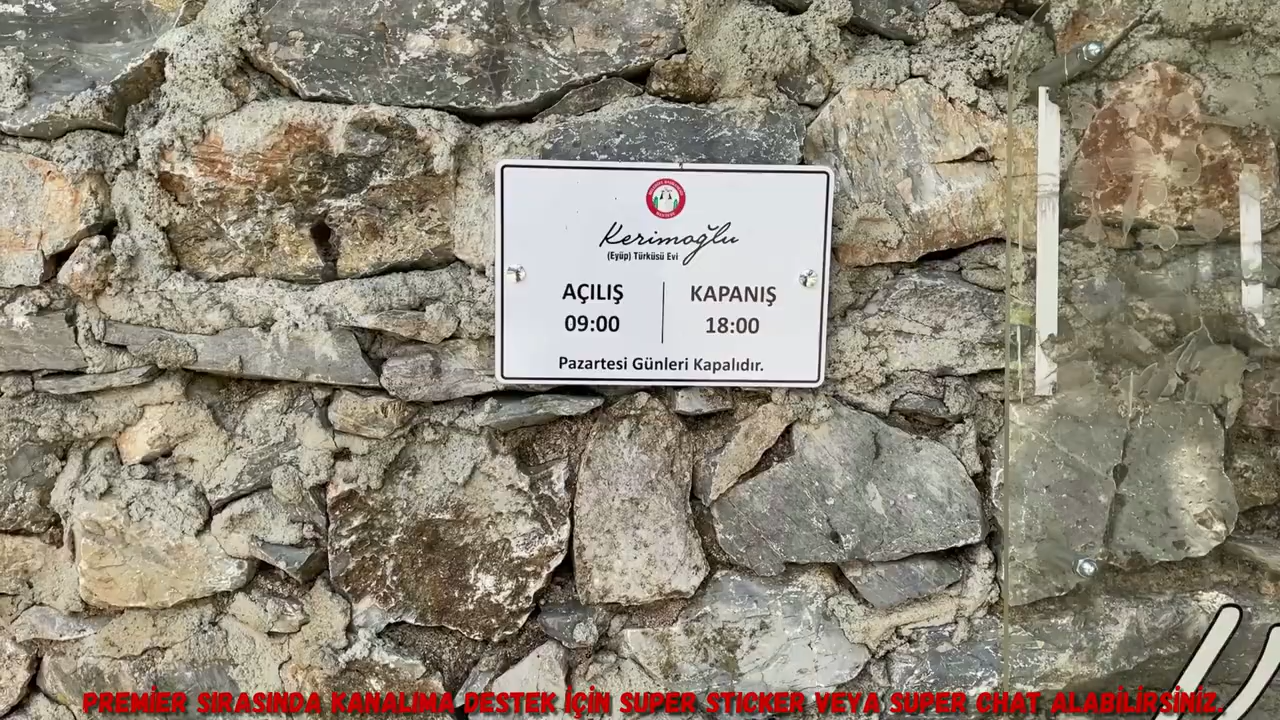 Kerimoğlu
(Eyüp) Türküsü Evi
AÇILIŞ
09:00
KAPANIŞ
18:00
Pazartesi Günleri Kapalıdır.
PREMİER SIRASINDA KANALIMA DESTEK İÇİN SUPER STICKER VEYA SUPER CHAT ALABİLİRSİNİZ.